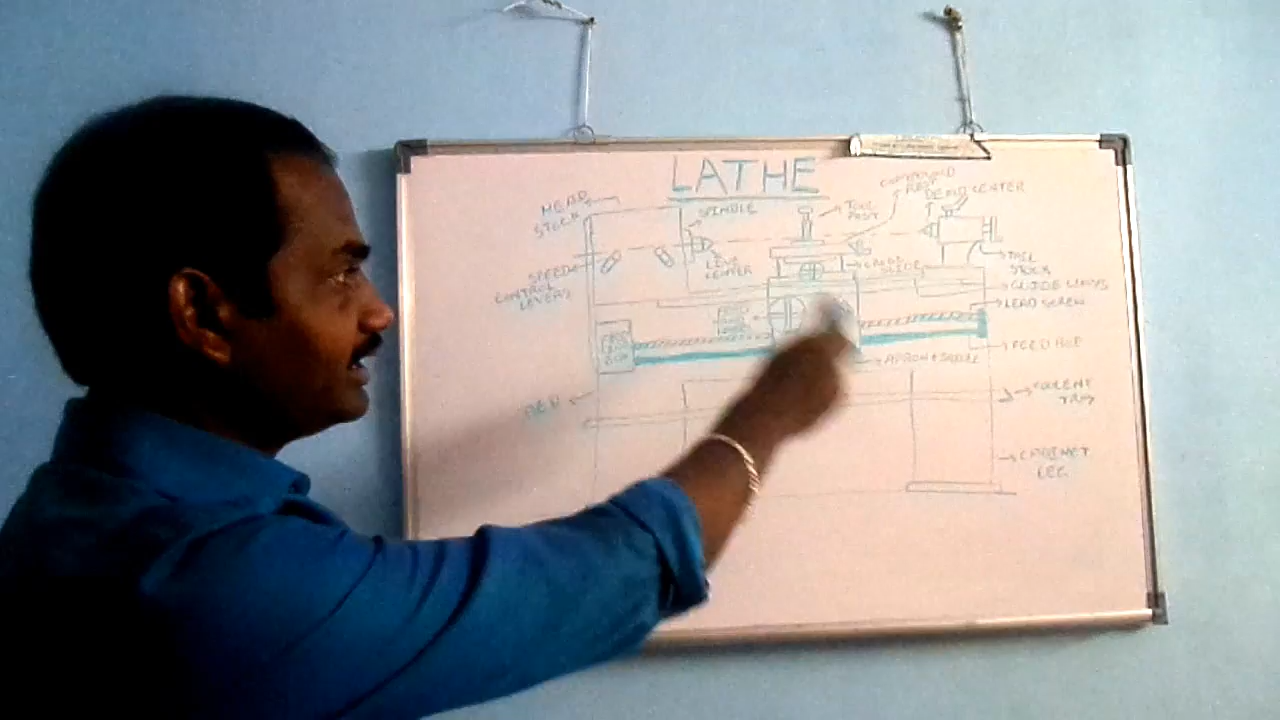 LATHE
HEAD
STOCK
SPINDLE
TOOL
POST
COMPOUND
REST
DEAD CENTER
SPEED
CONTROL
LEVERS
LIVE
CENTER
CROSS SLIDE
TAIL
STOCK
GUIDE WAYS
LEAD SCREW
FEED ROD
APRON & SADDLE
BED
TRAY
CABINET
LEG